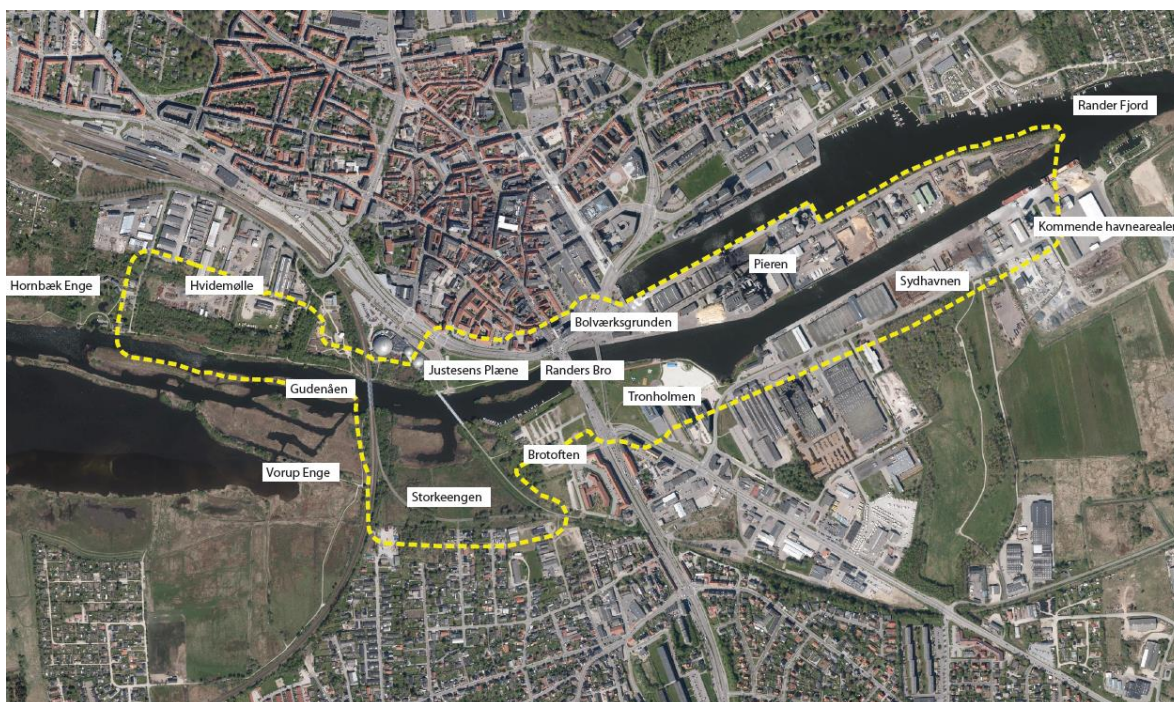 Rander Fjord
Kommende havnearealer
Pieren
Sydhavnen
Hornbæk Enge
Hvidemølle
Bolværksgrunden
Justesens Plæne
Randers Bro
Gudenåen
Tronholmen
Brotoften
Vorup Enge
Storkeengen